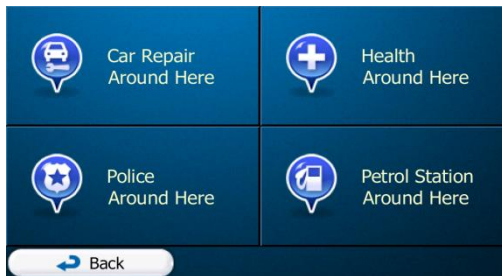 Car Repair
Around Here
Health
Around Here
Police
Around Here
Petrol Station
Around Here
Back